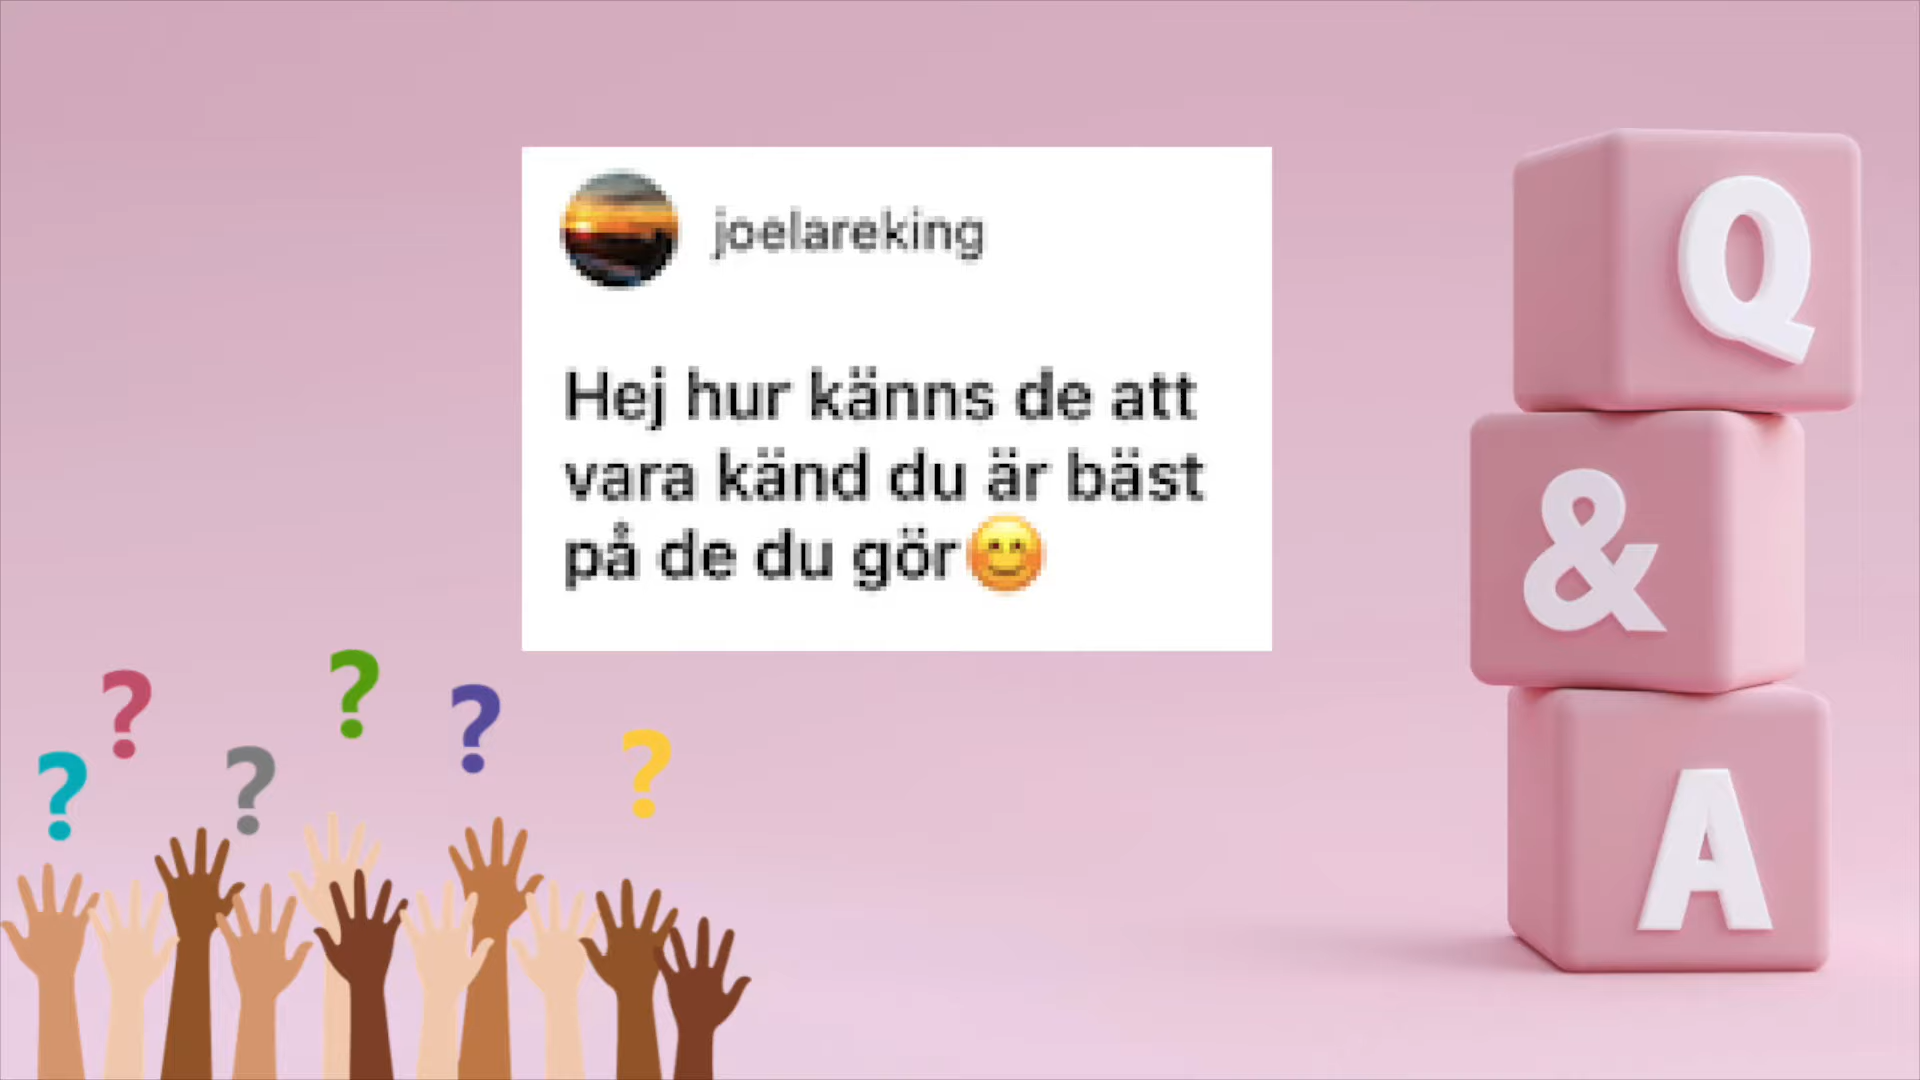 joelareking
Hej hur känns de att
vara känd du är bäst
på de du gör😊
Q
&
A
? ? ? ? ? ?